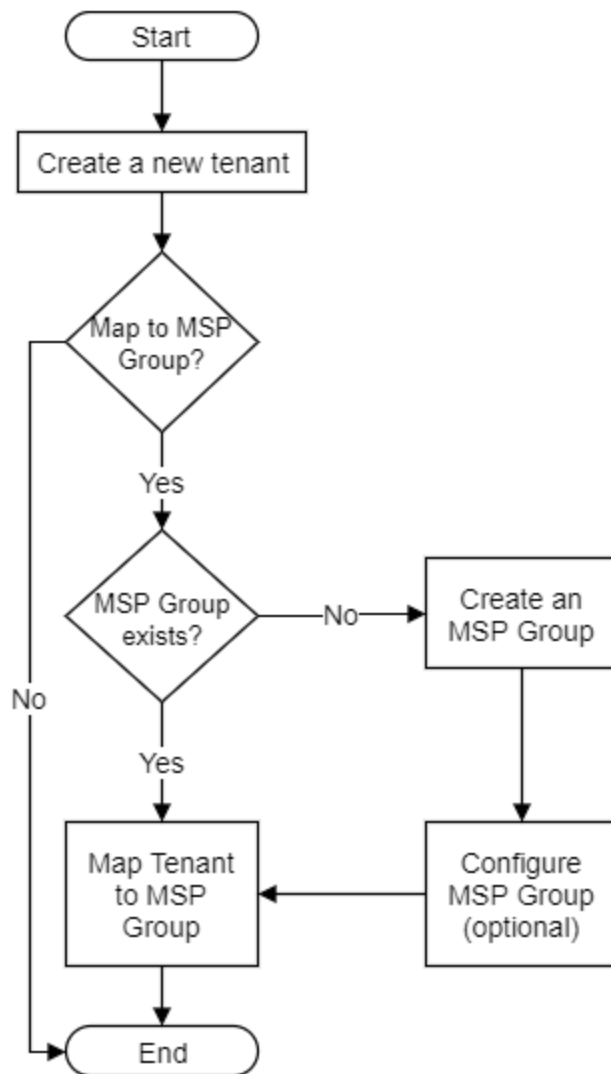 Start
Create a new tenant
Map to MSP
Group?
Yes
MSP Group
exists?
No
Create an
MSP Group
No
Yes
Map Tenant
to MSP
Group
Configure
MSP Group
(optional)
End